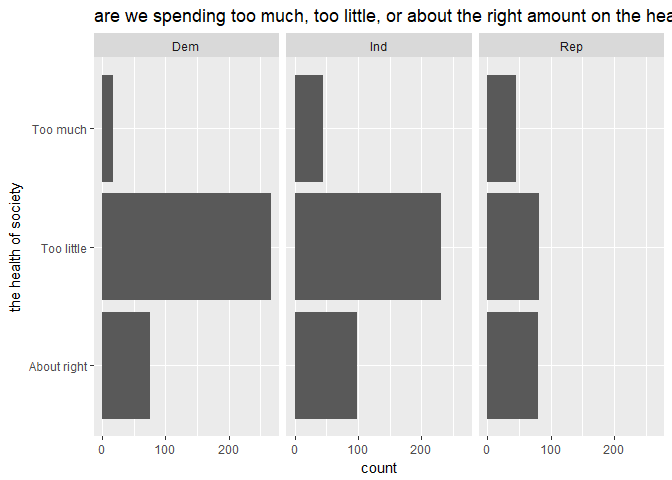 are we spending too much, too little, or about the right amount on the
Dem Ind Rep
Too much
Too little
About right
the health of society
0 100 200 0 100 200 0 100 200
count